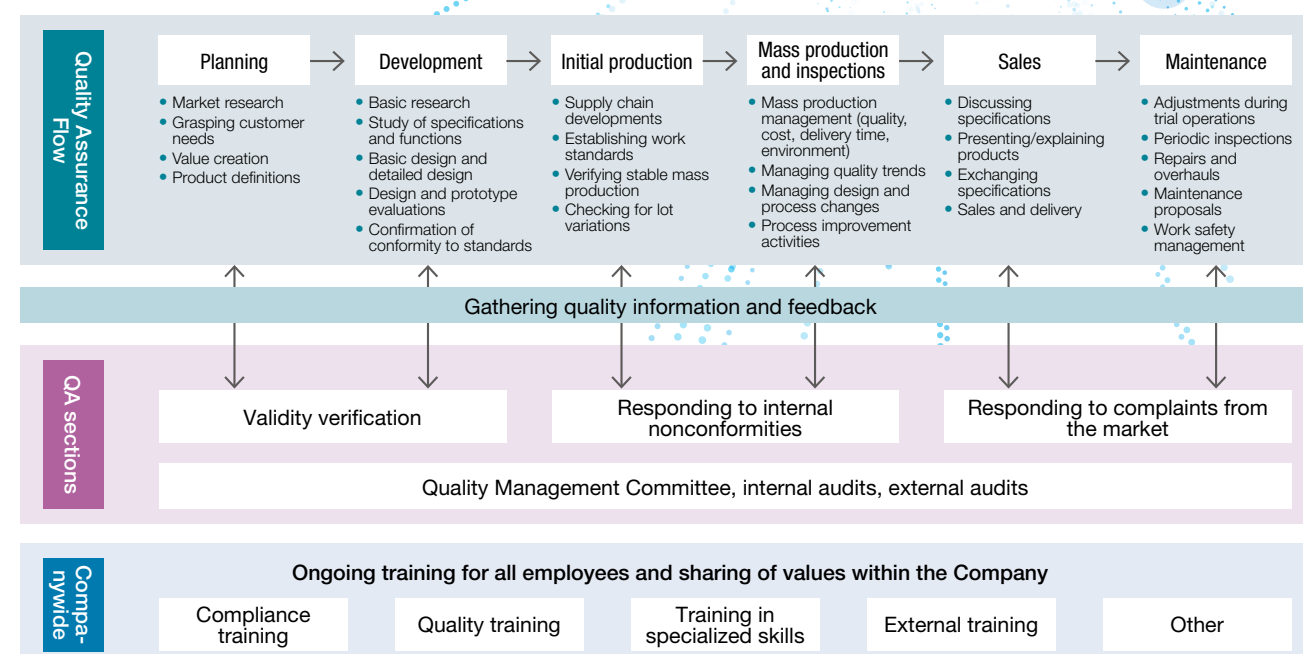 Quality Assurance
Flow
Planning
• Market research
• Grasping customer
needs
• Value creation
• Product definitions
Development
• Basic research
• Study of specifications
and functions
• Basic design and
detailed design
• Design and prototype
evaluations
• Confirmation of
conformity to standards
Initial production
• Supply chain
developments
• Establishing work
standards
• Verifying stable mass
production
• Checking for lot
variations
Mass production
and inspections
• Mass production
management (quality,
cost, delivery time,
environment)
• Managing quality trends
• Managing design and
process changes
• Process improvement
activities
Sales
• Discussing
specifications
• Presenting/explaining
products
• Exchanging
specifications
• Sales and delivery
Maintenance
• Adjustments during
trial operations
• Periodic inspections
• Repairs and
overhauls
• Maintenance
proposals
• Work safety
management
Gathering quality information and feedback
QA sections
Validity verification
Responding to internal
nonconformities
Responding to complaints from
the market
Quality Management Committee, internal audits, external audits
Compa-
nywide
Ongoing training for all employees and sharing of values within the Company
Compliance
training
Quality training
Training in
specialized skills
External training
Other